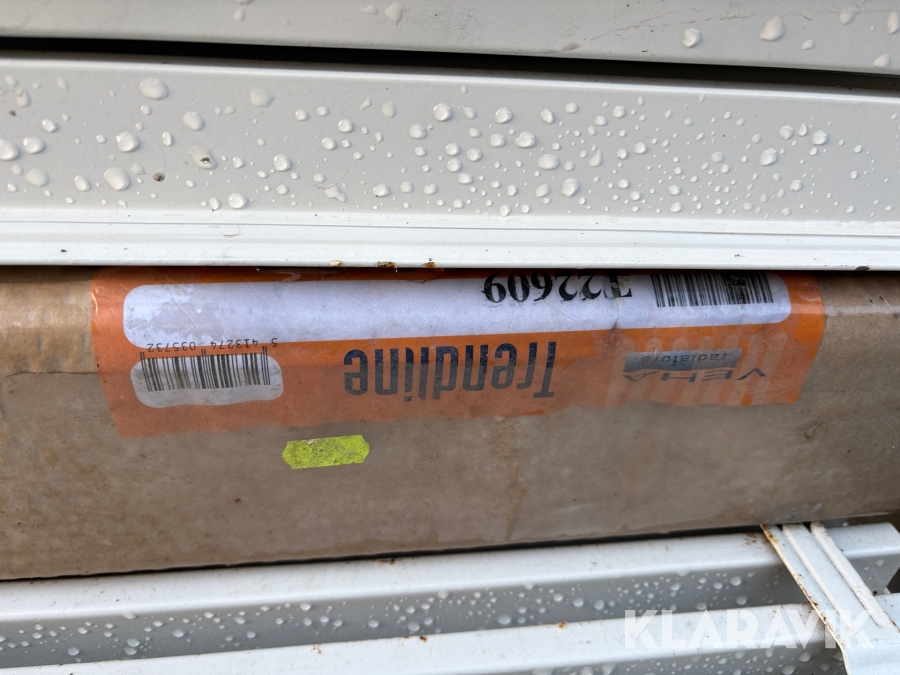 T22609
Trendline
VEHA
radiators
5 413274 035732
KLARAVIK